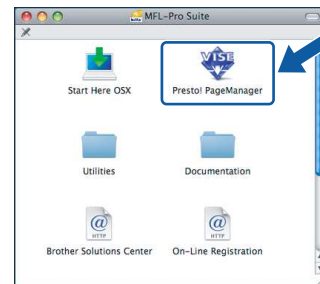 MFL-Pro Suite
Start Here OSX
VISE
Presto! PageManager
Utilities
Documentation
@
HTTP
Brother Solutions Center
@
HTTP
On-Line Registration